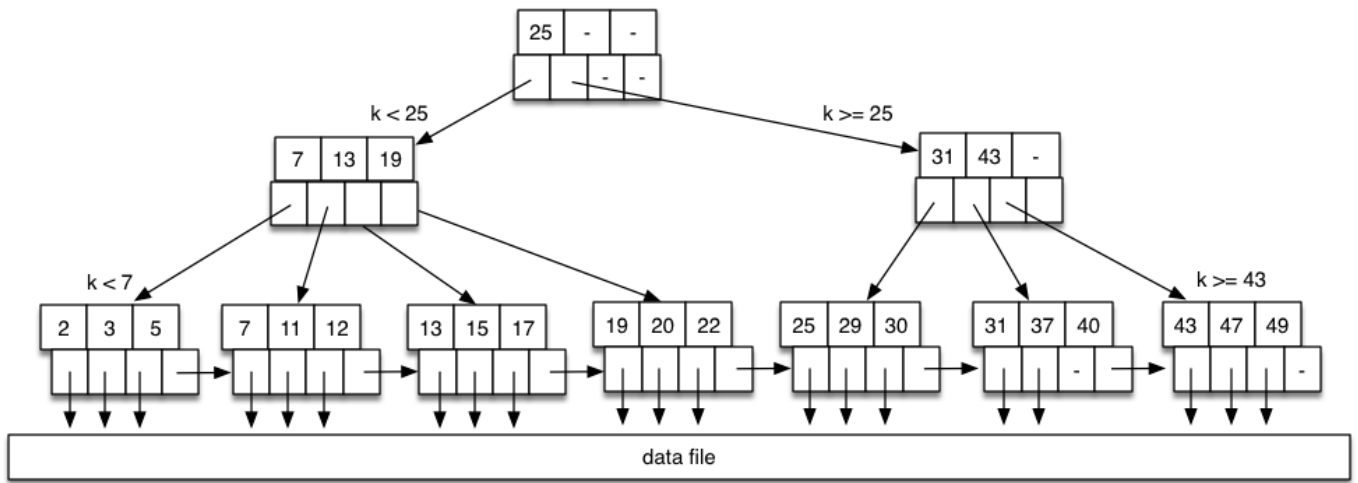 25 - -
- -
k < 25
k >= 25
7 13 19
31 43 -
k < 7
k >= 43
2 3 5
7 11 12
13 15 17
19 20 22
25 29 30
31 37 40
43 47 49
-
-
data file